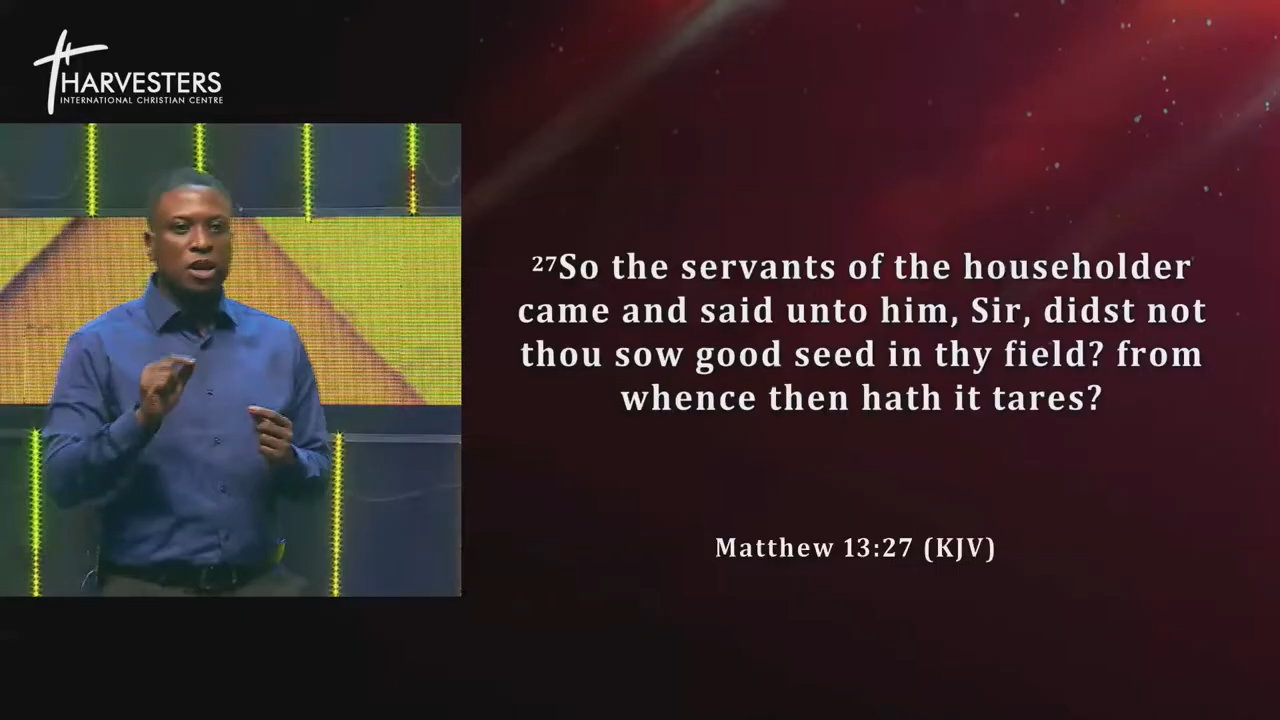 HARVESTERS
INTERNATIONAL CHRISTIAN CENTRE
²⁷So the servants of the householder
came and said unto him, Sir, didst not
thou sow good seed in thy field? from
whence then hath it tares?
Matthew 13:27 (KJV)